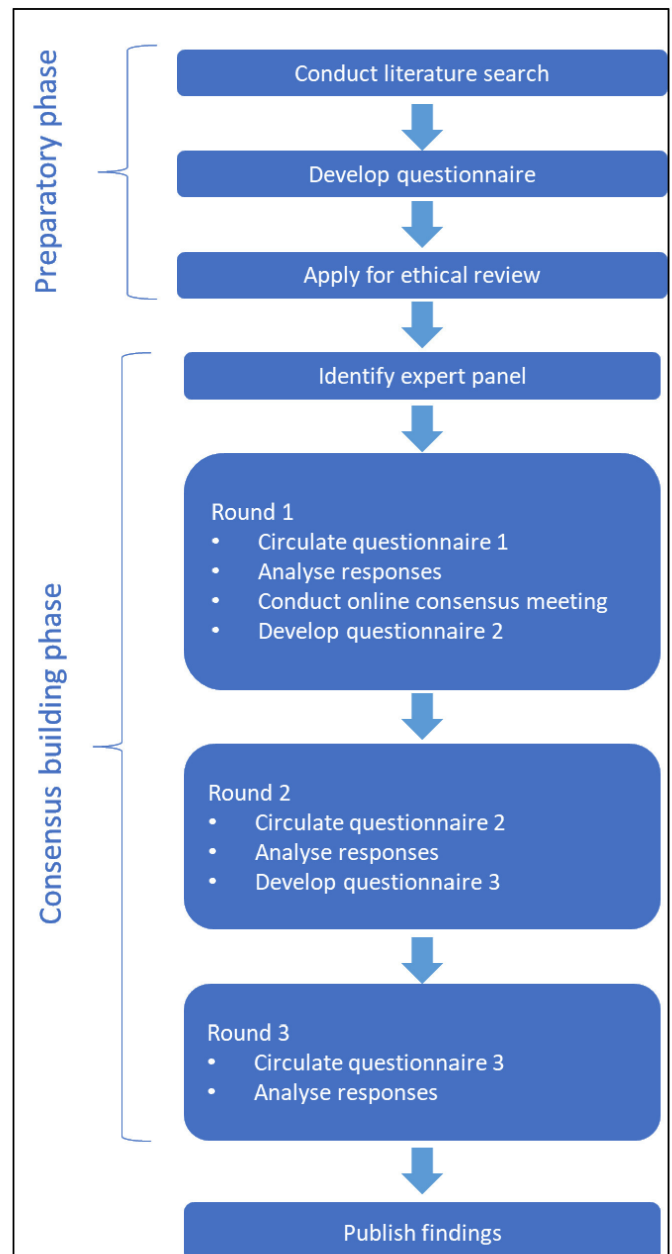 Preparatory phase
Conduct literature search
Develop questionnaire
Apply for ethical review
Consensus building phase
Identify expert panel
Round 1
• Circulate questionnaire 1
• Analyse responses
• Conduct online consensus meeting
• Develop questionnaire 2
Round 2
• Circulate questionnaire 2
• Analyse responses
• Develop questionnaire 3
Round 3
• Circulate questionnaire 3
• Analyse responses
Publish findings